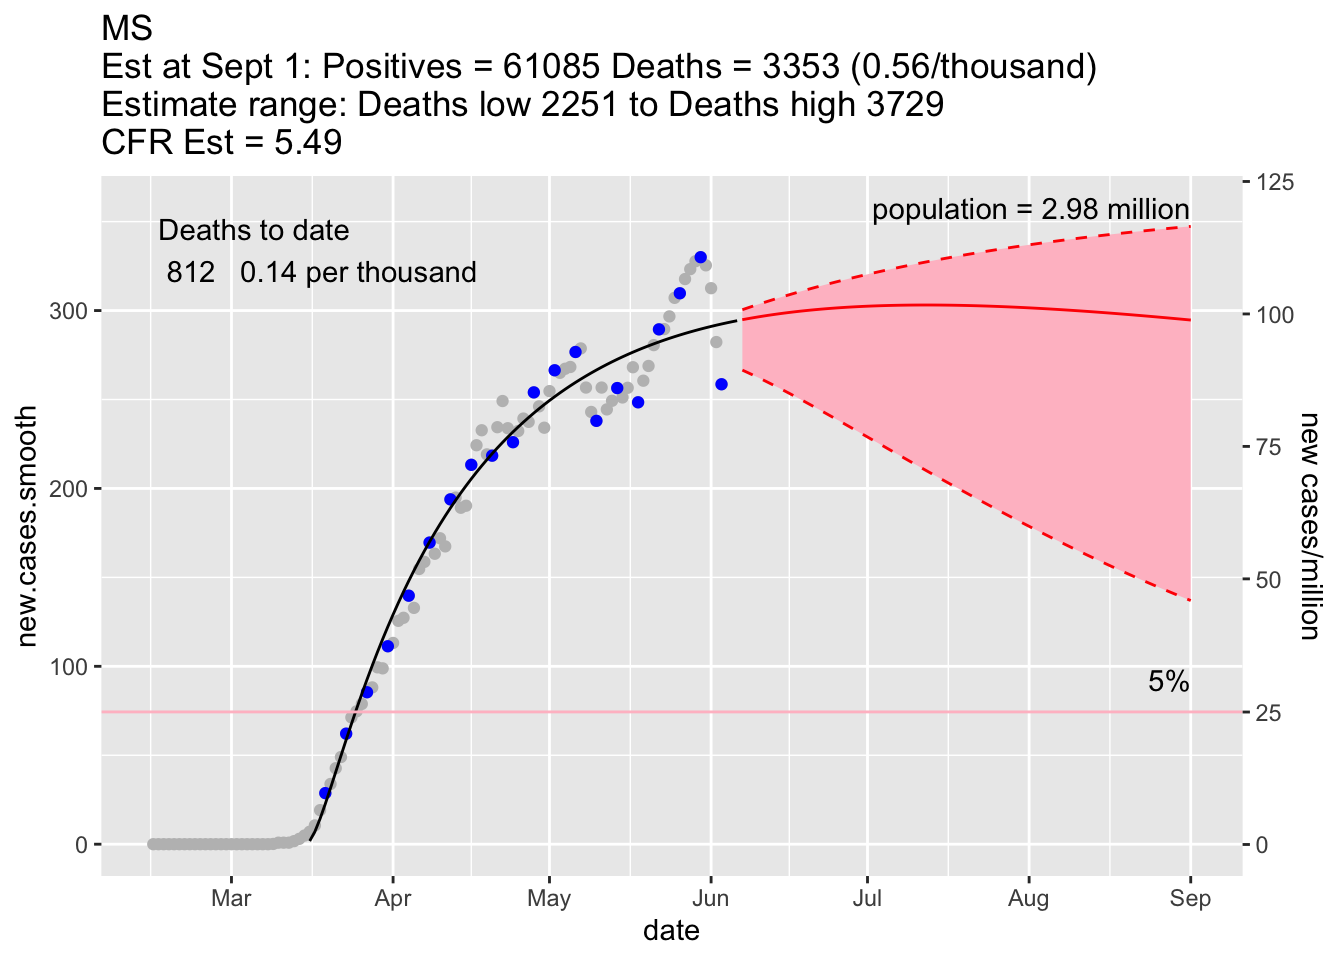 MS
Est at Sept 1: Positives = 61085 Deaths = 3353 (0.56/thousand)
Estimate range: Deaths low 2251 to Deaths high 3729
CFR Est = 5.49
Deaths to date
812 0.14 per thousand
population = 2.98 million
5%
new.cases.smooth
300
200
100
0
125
100
75
50
25
0
new cases/million
Mar Apr May Jun Jul Aug Sep
date